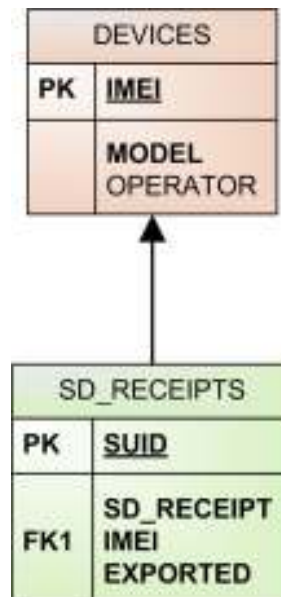 DEVICES
PK IMEI
MODEL
OPERATOR
SD_RECEIPTS
PK SUID
SD_RECEIPT
FK1 IMEI
EXPORTED